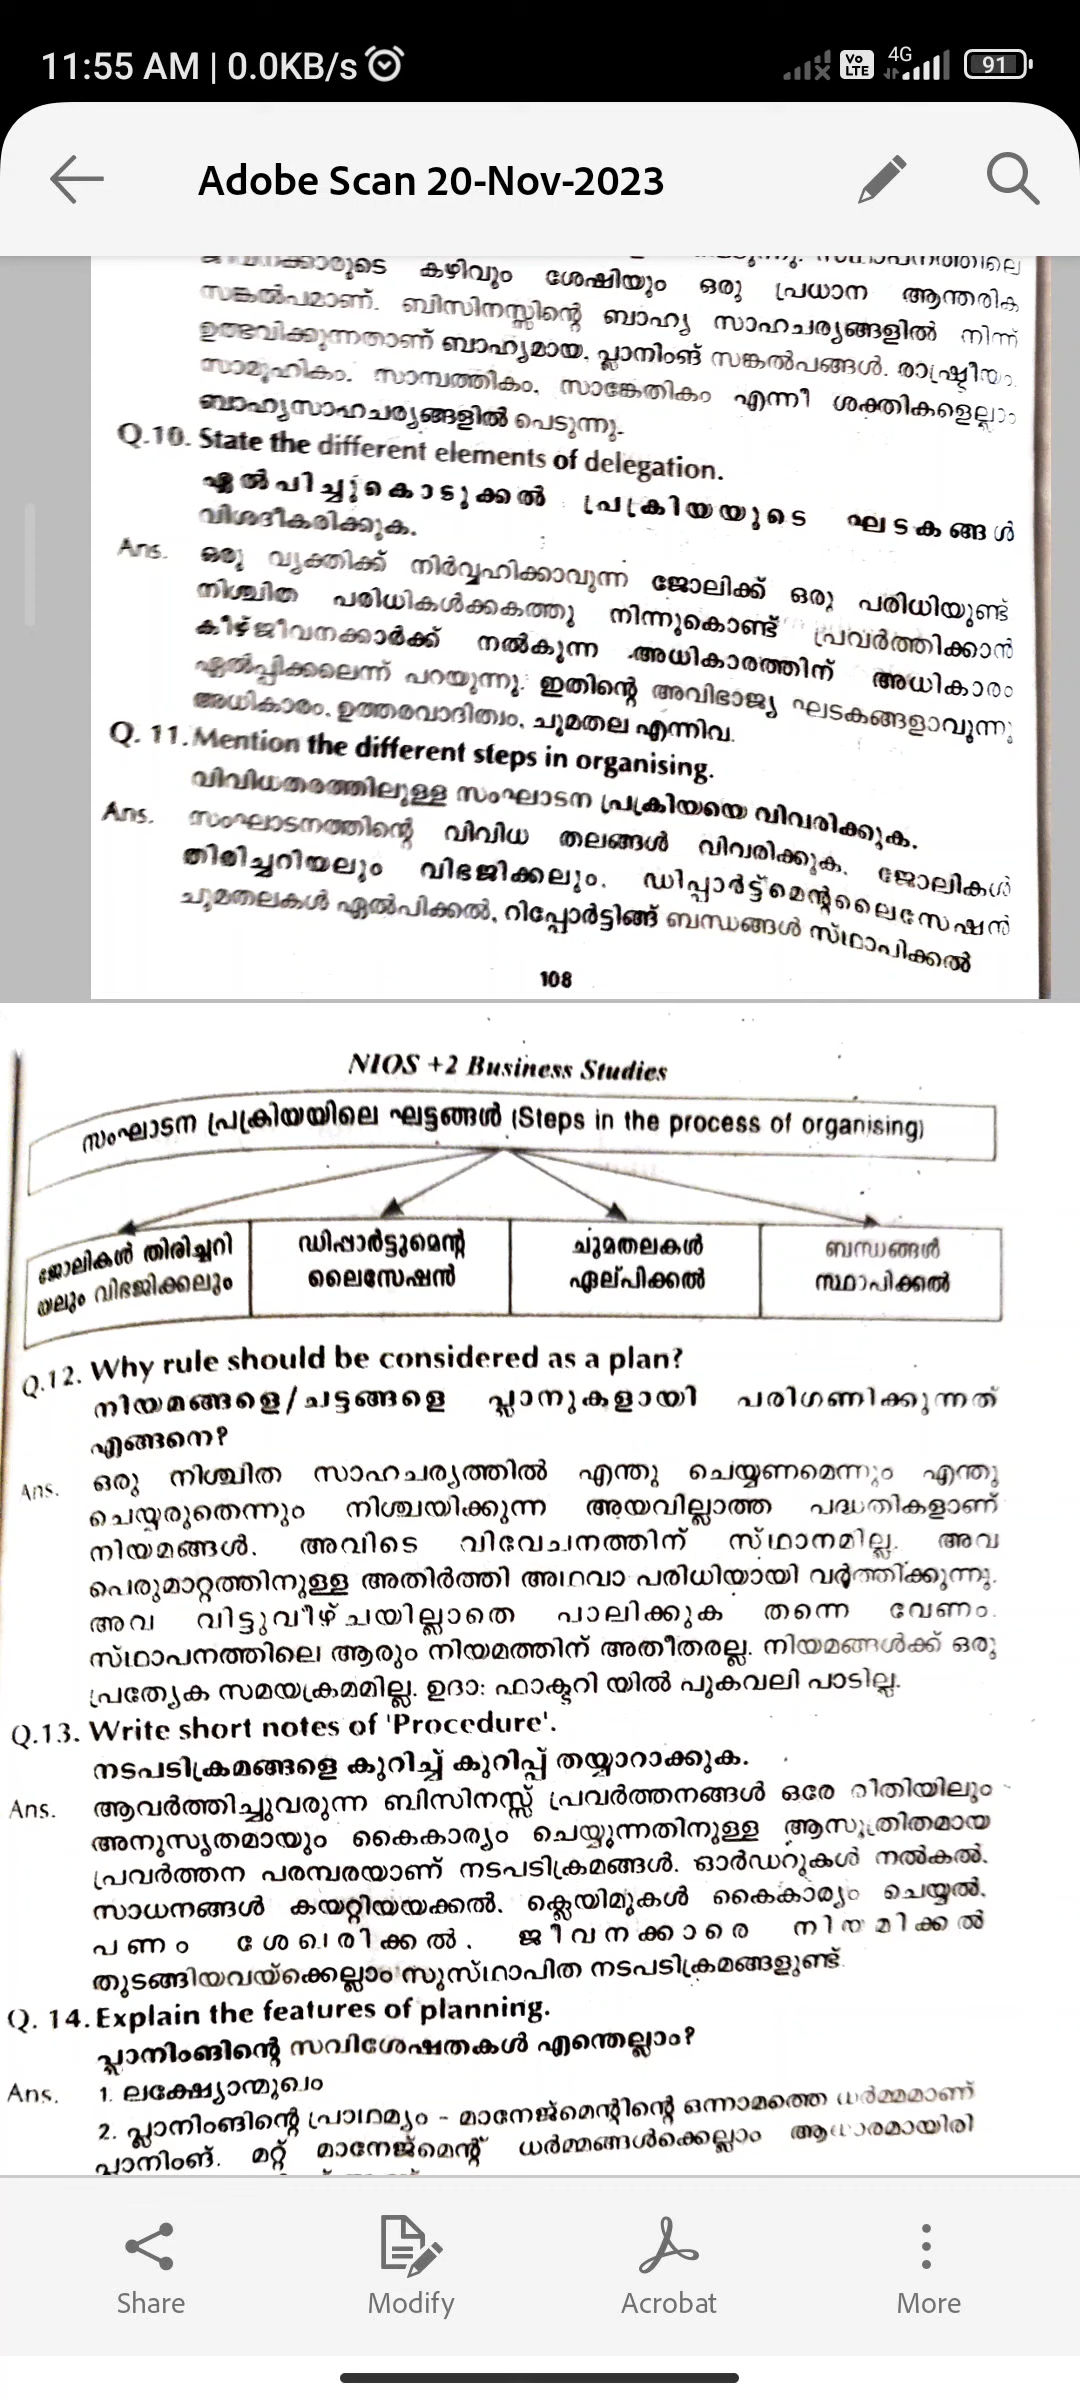 11:55 AM | 0.0KB/s
Vo LTE 4G 91
Adobe Scan 20-Nov-2023
ജീവനക്കാരുടെ കഴിവും ശേഷിയും ഒരു പ്രധാന ആന്തരിക
സങ്കൽപമാണ്. ബിസിനസ്സിന്റെ ബാഹ്യ സാഹചര്യങ്ങളിൽ നിന്ന്
ഉത്ഭവിക്കുന്നതാണ് ബാഹ്യമായ, പ്ലാനിംങ് സങ്കൽപങ്ങൾ. രാഷ്ട്രീയം,
സാമൂഹികം, സാമ്പത്തികം, സാങ്കേതികം എന്നീ ശക്തികളെല്ലാം
ബാഹ്യസാഹചര്യങ്ങളിൽ പെടുന്നു.
Q.10. State the different elements of delegation.
ഏൽപിച്ചുകൊടുക്കൽ പ്രക്രിയയുടെ ഘടകങ്ങൾ
വിശദീകരിക്കുക.
Ans. ഒരു വ്യക്തിക്ക് നിർവ്വഹിക്കാവുന്ന ജോലിക്ക് ഒരു പരിധിയുണ്ട്
നിശ്ചിത പരിധികൾക്കകത്തു നിന്നുകൊണ്ട് പ്രവർത്തിക്കാൻ
കീഴ്ജീവനക്കാർക്ക് നൽകുന്ന അധികാരത്തിന് അധികാരം
ഏൽപ്പിക്കലെന്ന് പറയുന്നു. ഇതിന്റെ അവിഭാജ്യ ഘടകങ്ങളാവുന്നു
അധികാരം, ഉത്തരവാദിത്വം, ചുമതല എന്നിവ.
Q. 11. Mention the different steps in organising.
വിവിധതരത്തിലുള്ള സംഘാടന പ്രക്രിയയെ വിവരിക്കുക.
Ans. സംഘാടനത്തിന്റെ വിവിധ തലങ്ങൾ വിവരിക്കുക. ജോലികൾ
തിരിച്ചറിയലും വിഭജിക്കലും. ഡിപ്പാർട്ട്മെന്റലൈസേഷൻ
ചുമതലകൾ ഏൽപിക്കൽ, റിപ്പോർട്ടിങ്ങ് ബന്ധങ്ങൾ സ്ഥാപിക്കൽ
108
NIOS +2 Business Studies
സംഘാടന പ്രക്രിയയിലെ ഘട്ടങ്ങൾ (Steps in the process of organising)
ജോലികൾ തിരിച്ചറി
യലും വിഭജിക്കലും
ഡിപ്പാർട്ടുമെന്റ
ലൈസേഷൻ
ചുമതലകൾ
ഏല്പിക്കൽ
ബന്ധങ്ങൾ
സ്ഥാപിക്കൽ
Q.12. Why rule should be considered as a plan?
നിയമങ്ങളെ/ചട്ടങ്ങളെ പ്ലാനുകളായി പരിഗണിക്കുന്നത്
എങ്ങനെ?
Ans. ഒരു നിശ്ചിത സാഹചര്യത്തിൽ എന്തു ചെയ്യണമെന്നും എന്തു
ചെയ്യരുതെന്നും നിശ്ചയിക്കുന്ന അയവില്ലാത്ത പദ്ധതികളാണ്
നിയമങ്ങൾ. അവിടെ വിവേചനത്തിന് സ്ഥാനമില്ല. അവ
പെരുമാറ്റത്തിനുള്ള അതിർത്തി അഥവാ പരിധിയായി വർത്തിക്കുന്നു.
അവ വിട്ടുവീഴ്ചയില്ലാതെ പാലിക്കുക തന്നെ വേണം.
സ്ഥാപനത്തിലെ ആരും നിയമത്തിന് അതീതരല്ല. നിയമങ്ങൾക്ക് ഒരു
പ്രത്യേക സമയക്രമമില്ല. ഉദാ: ഫാക്ടറി യിൽ പുകവലി പാടില്ല.
Q.13. Write short notes of 'Procedure'.
നടപടിക്രമങ്ങളെ കുറിച്ച് കുറിപ്പ് തയ്യാറാക്കുക.
Ans. ആവർത്തിച്ചുവരുന്ന ബിസിനസ്സ് പ്രവർത്തനങ്ങൾ ഒരേ രീതിയിലും
അനുസൃതമായും കൈകാര്യം ചെയ്യുന്നതിനുള്ള ആസൂത്രിതമായ
പ്രവർത്തന പരമ്പരയാണ് നടപടിക്രമങ്ങൾ. ഓർഡറുകൾ നൽകൽ.
സാധനങ്ങൾ കയറ്റിയയക്കൽ. ക്ലെയിമുകൾ കൈകാര്യം ചെയ്യൽ,
പണം ശേഖരിക്കൽ. ജീവനക്കാരെ നിയമിക്കൽ
തുടങ്ങിയവയ്ക്കെല്ലാം സുസ്ഥാപിത നടപടിക്രമങ്ങളുണ്ട്.
Q. 14. Explain the features of planning.
പ്ലാനിംങിന്റെ സവിശേഷതകൾ എന്തെല്ലാം?
Ans. 1. ലക്ഷ്യോന്മുഖം
2. പ്ലാനിംങിന്റെ പ്രാഥമ്യം - മാനേജ്മെന്റിന്റെ ഒന്നാമത്തെ ധർമ്മമാണ്
പ്ലാനിംങ്. മറ്റ് മാനേജ്മെന്റ് ധർമ്മങ്ങൾക്കെല്ലാം ആധാരമായിരി
Share Modify Acrobat More